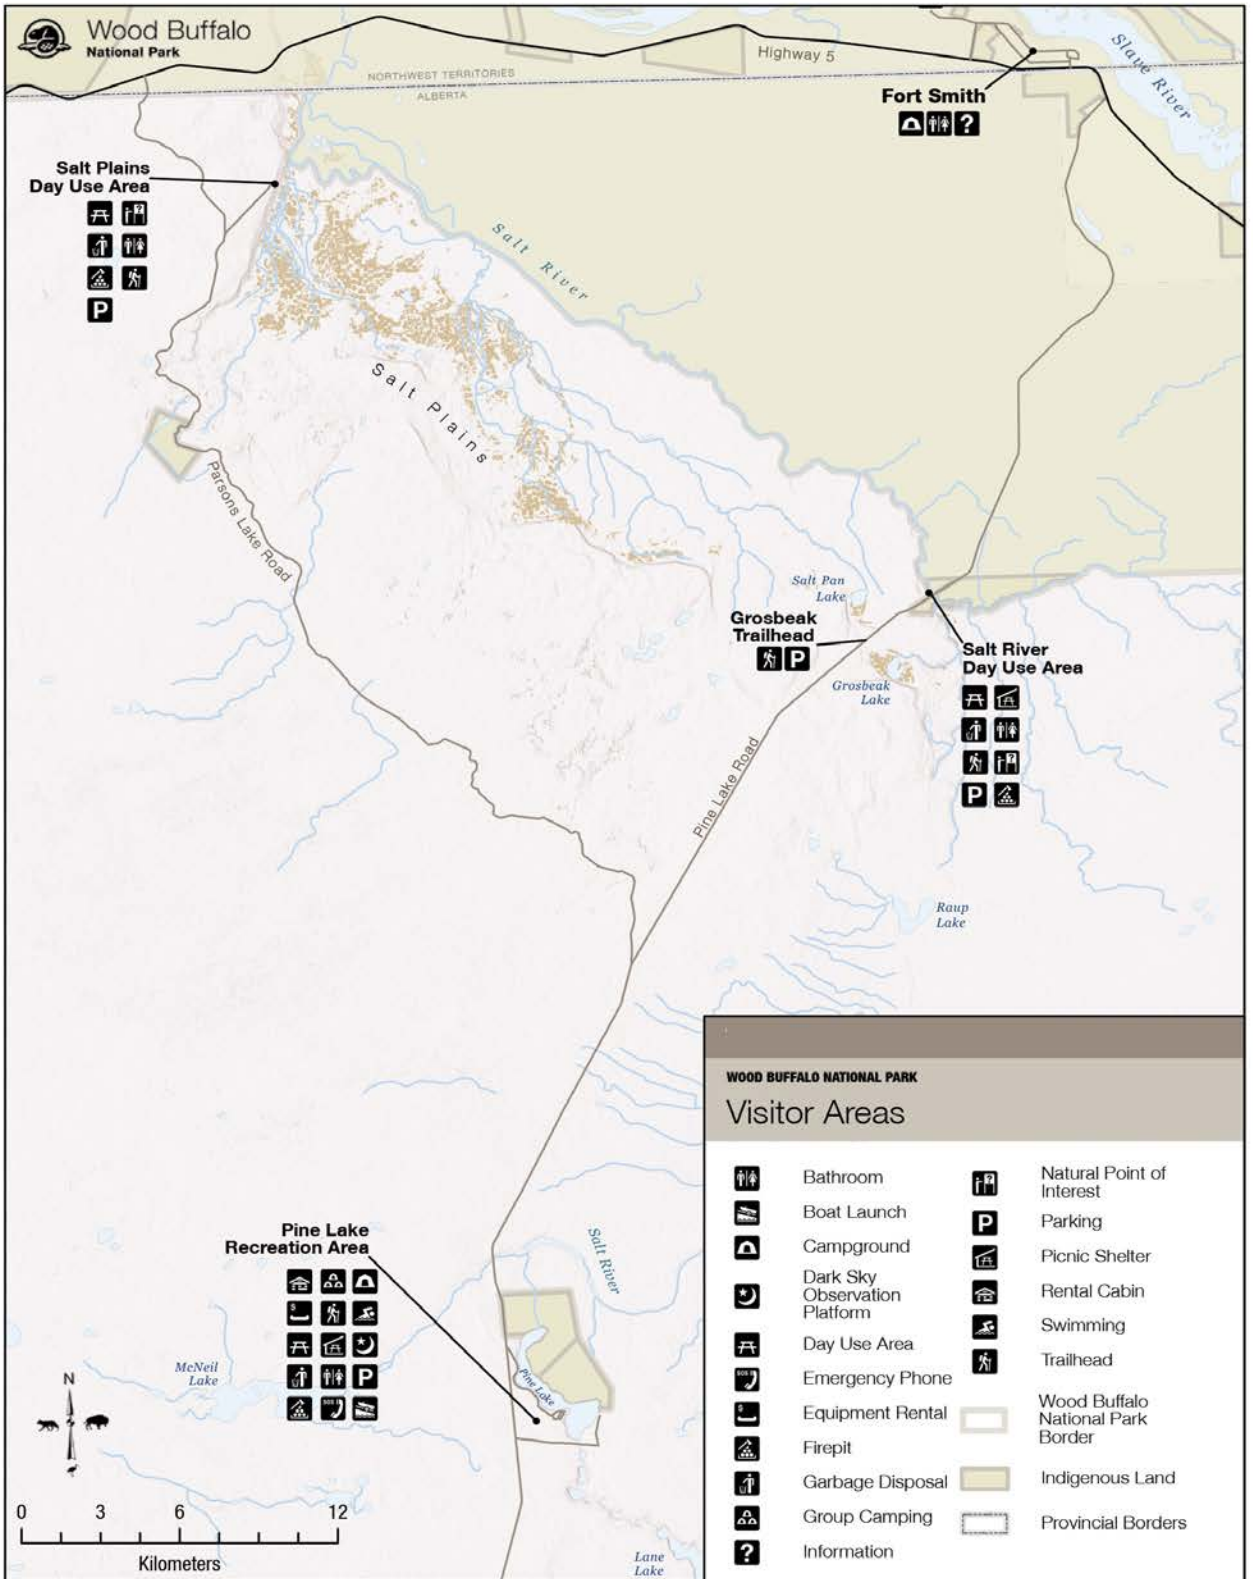 Wood Buffalo
National Park
Highway 5
NORTHWEST TERRITORIES
ALBERTA
Slave River
Fort Smith
?
Salt Plains
Day Use Area
P
Salt River
Salt Plains
Parsons Lake Road
Salt Pan
Lake
Grosbeak
Trailhead
P
Grosbeak
Lake
Salt River
Day Use Area
P
Pine Lake Road
Raup
Lake
Pine Lake
Recreation Area
$
P
SOS
Salt River
Pine Lake
McNeil
Lake
N
0 3 6 12
Kilometers
Lane
Lake
WOOD BUFFALO NATIONAL PARK
Visitor Areas
Bathroom
Boat Launch
Campground
Dark Sky
Observation
Platform
Day Use Area
SOS
Emergency Phone
$
Equipment Rental
Firepit
Garbage Disposal
Group Camping
?
Information
Natural Point of
Interest
P
Parking
Picnic Shelter
Rental Cabin
Swimming
Trailhead
Wood Buffalo
National Park
Border
Indigenous Land
Provincial Borders